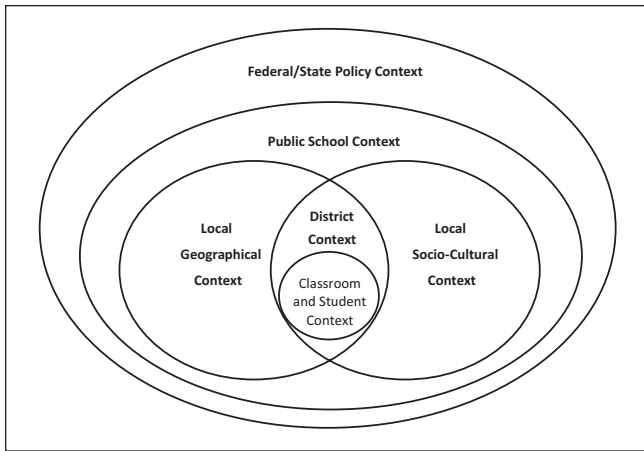 Federal/State Policy Context
Public School Context
Local
Geographical
Context
District
Context
Local
Socio-Cultural
Context
Classroom
and Student
Context